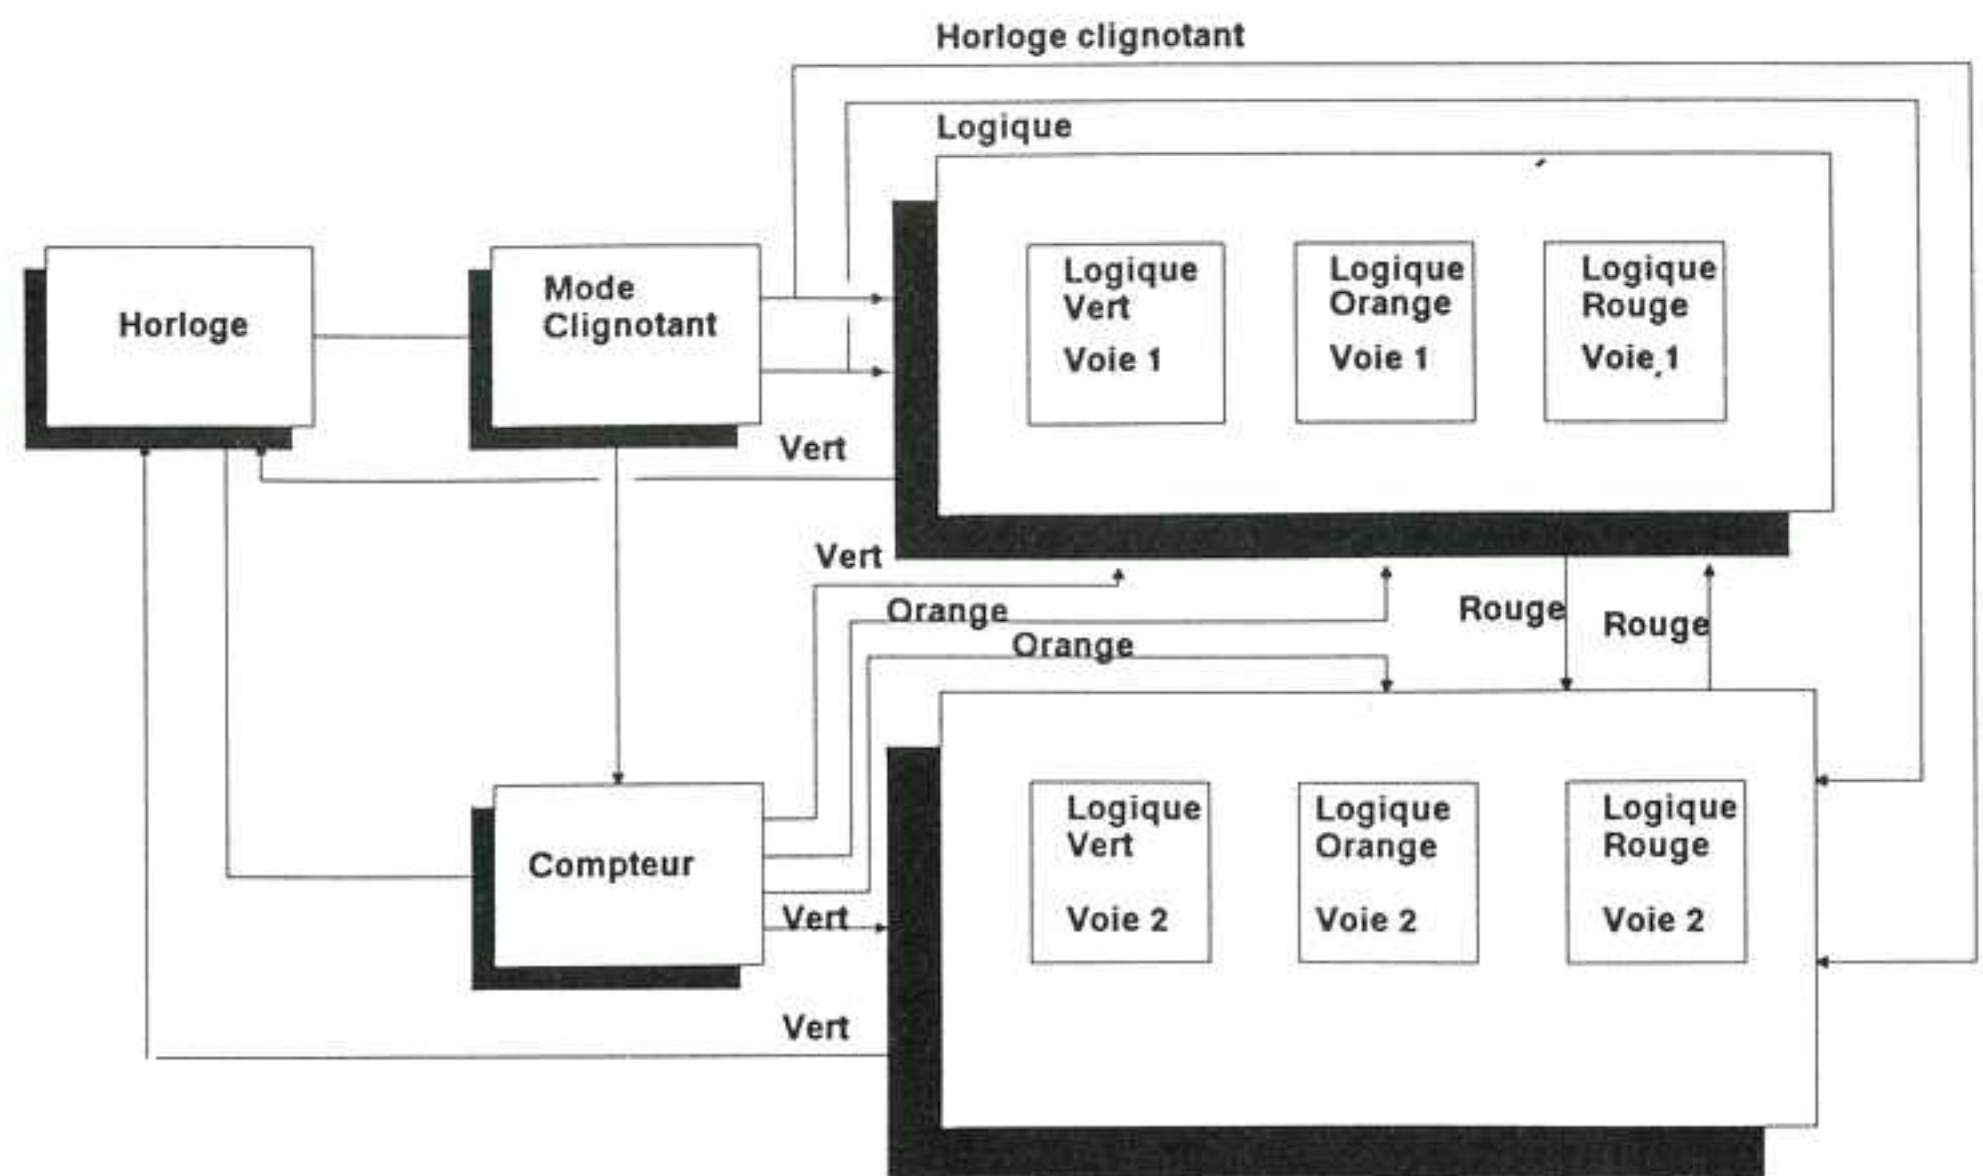 Horloge clignotant
Logique
Horloge
Mode
Clignotant
Logique
Vert
Voie 1
Logique
Orange
Voie 1
Logique
Rouge
Voie 1
Vert
Vert
Orange
Orange
Rouge
Rouge
Compteur
Vert
Logique
Vert
Voie 2
Logique
Orange
Voie 2
Logique
Rouge
Voie 2
Vert